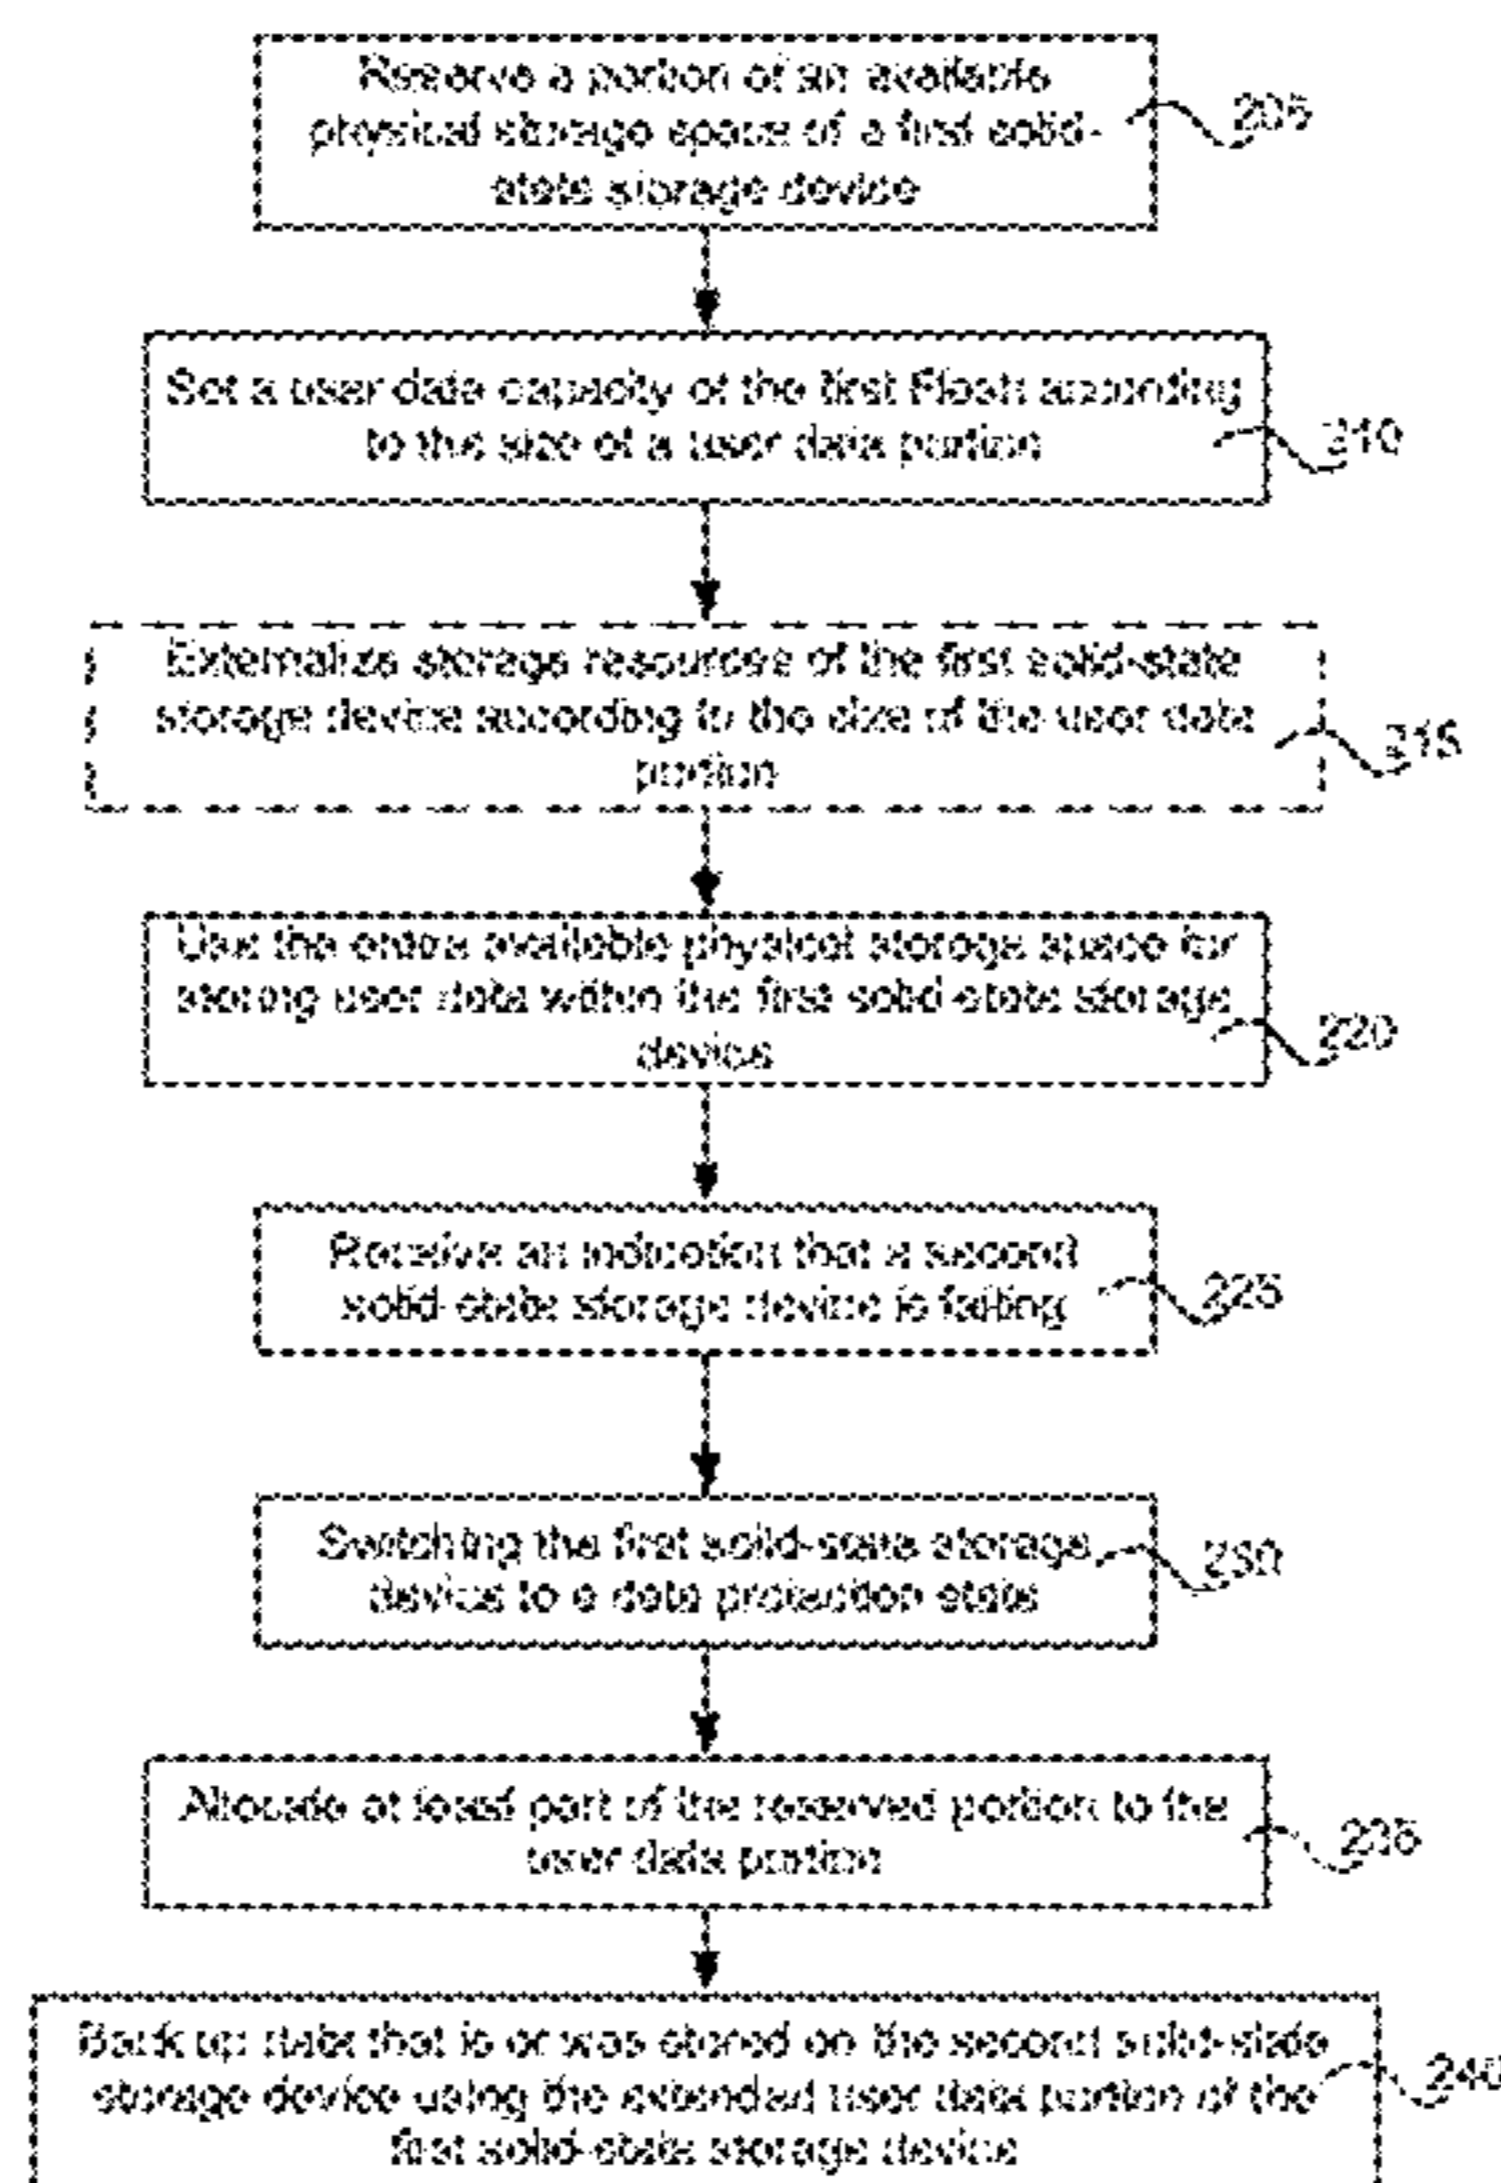 Reserve a portion of an available
physical storage space of a first solid-
state storage device
205
Set a user data capacity of the first Flash according
to the size of a user data portion
210
Externalize storage resources of the first solid-state
storage device according to the size of the user data
portion
215
Use the entire available physical storage space for
storing user data within the first solid-state storage
device
220
Receive an indication that a second
solid-state storage device is failing
225
Switching the first solid-state storage
device to a data protection state
230
Allocate at least part of the reserved portion to the
user data portion
235
Back up data that is or was stored on the second solid-state
storage device using the extended user data portion of the
first solid-state storage device
240